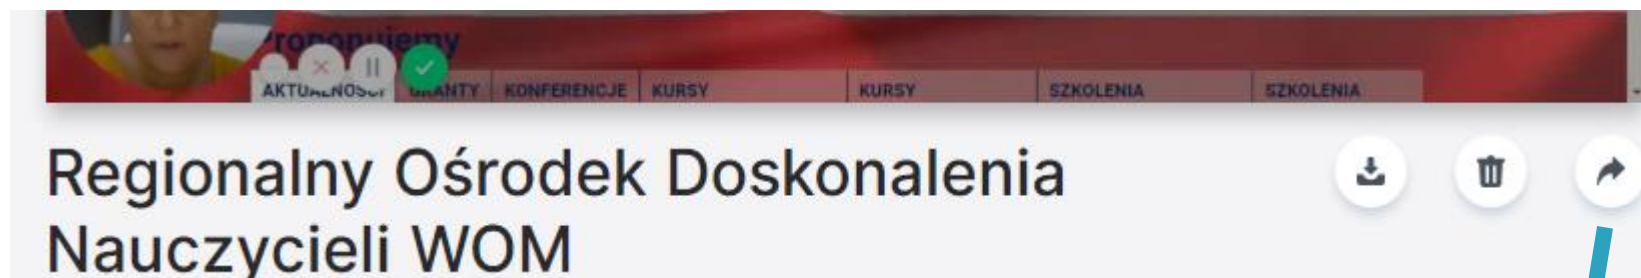 Proponujemy
AKTUALNOŚCI GRANTY KONFERENCJE KURSY KURSY SZKOLENIA SZKOLENIA
Regionalny Ośrodek Doskonalenia
Nauczycieli WOM